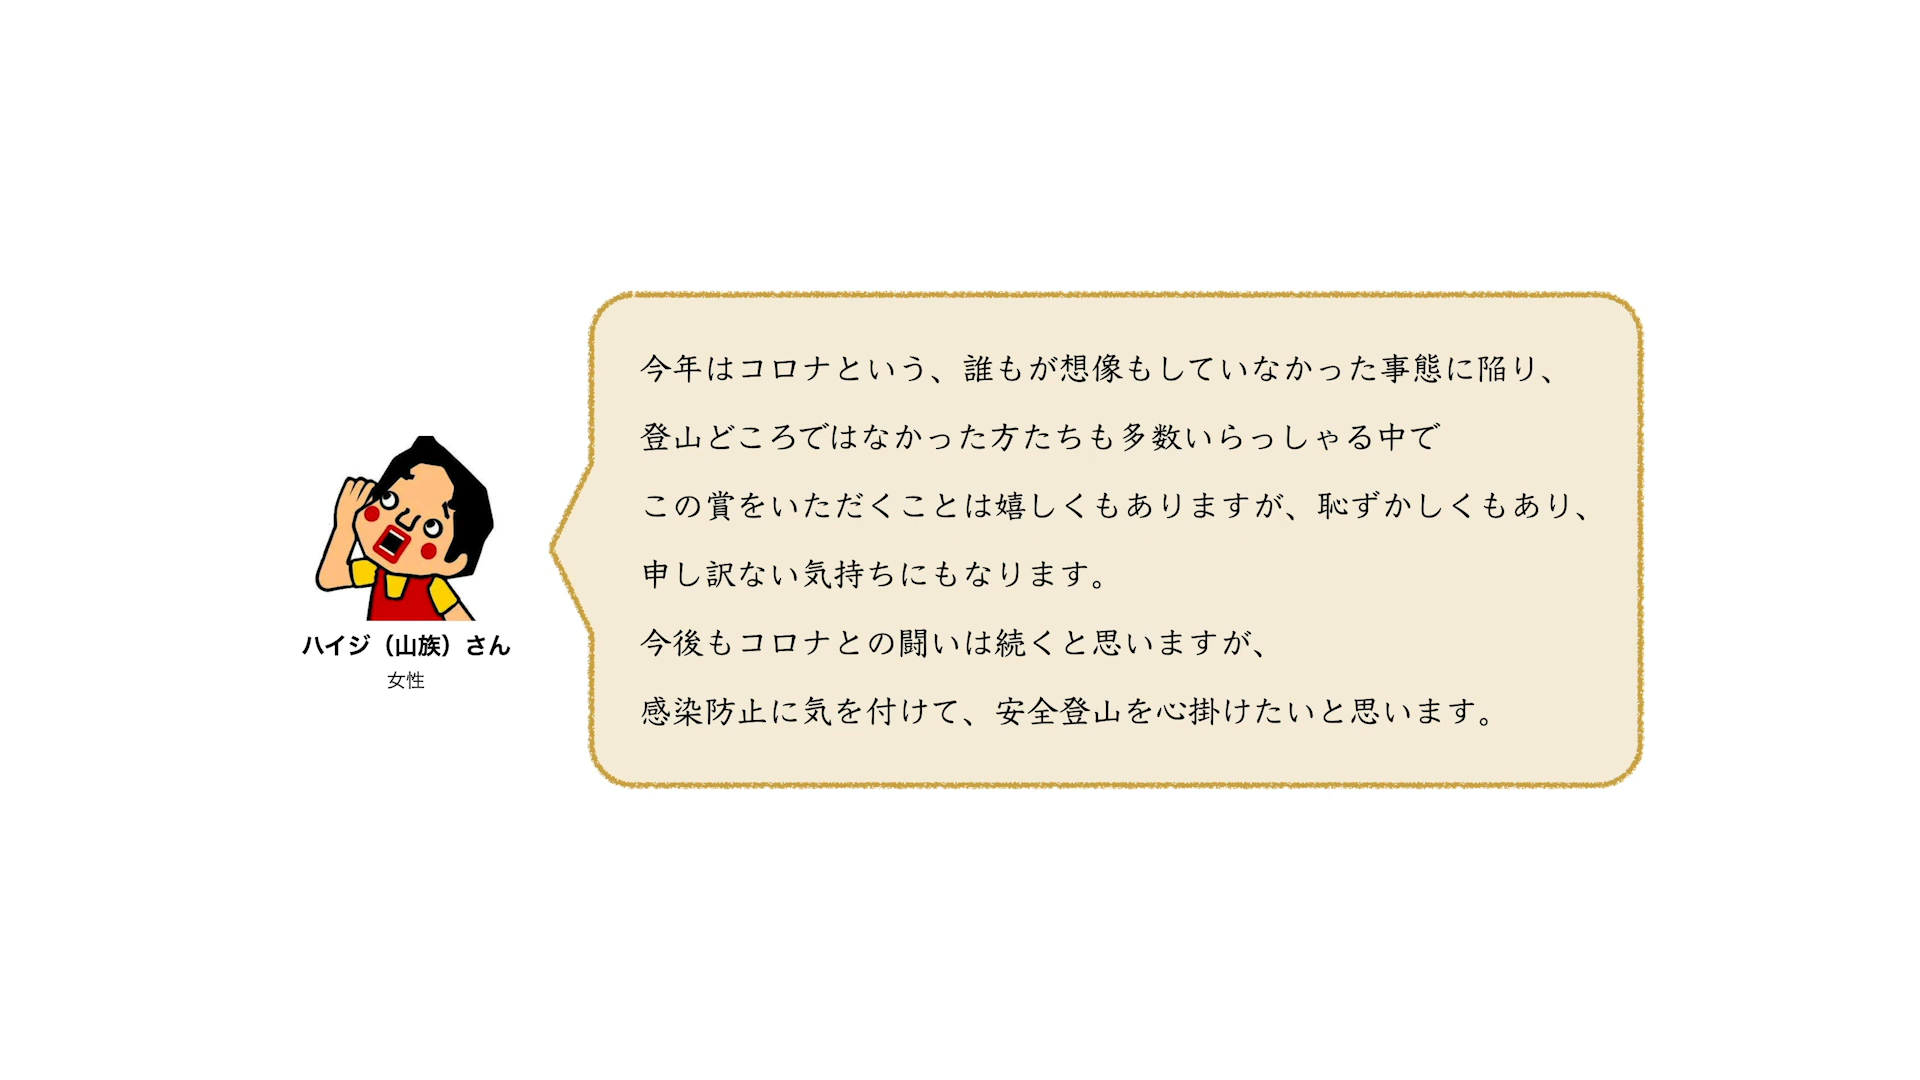 今年はコロナという、誰もが想像もしていなかった事態に陥り、
登山どころではなかった方たちも多数いらっしゃる中で
この賞をいただくことは嬉しくもありますが、恥ずかしくもあり、
申し訳ない気持ちにもなります。
今後もコロナとの闘いは続くと思いますが、
感染防止に気を付けて、安全登山を心掛けたいと思います。
ハイジ（山族）さん
女性